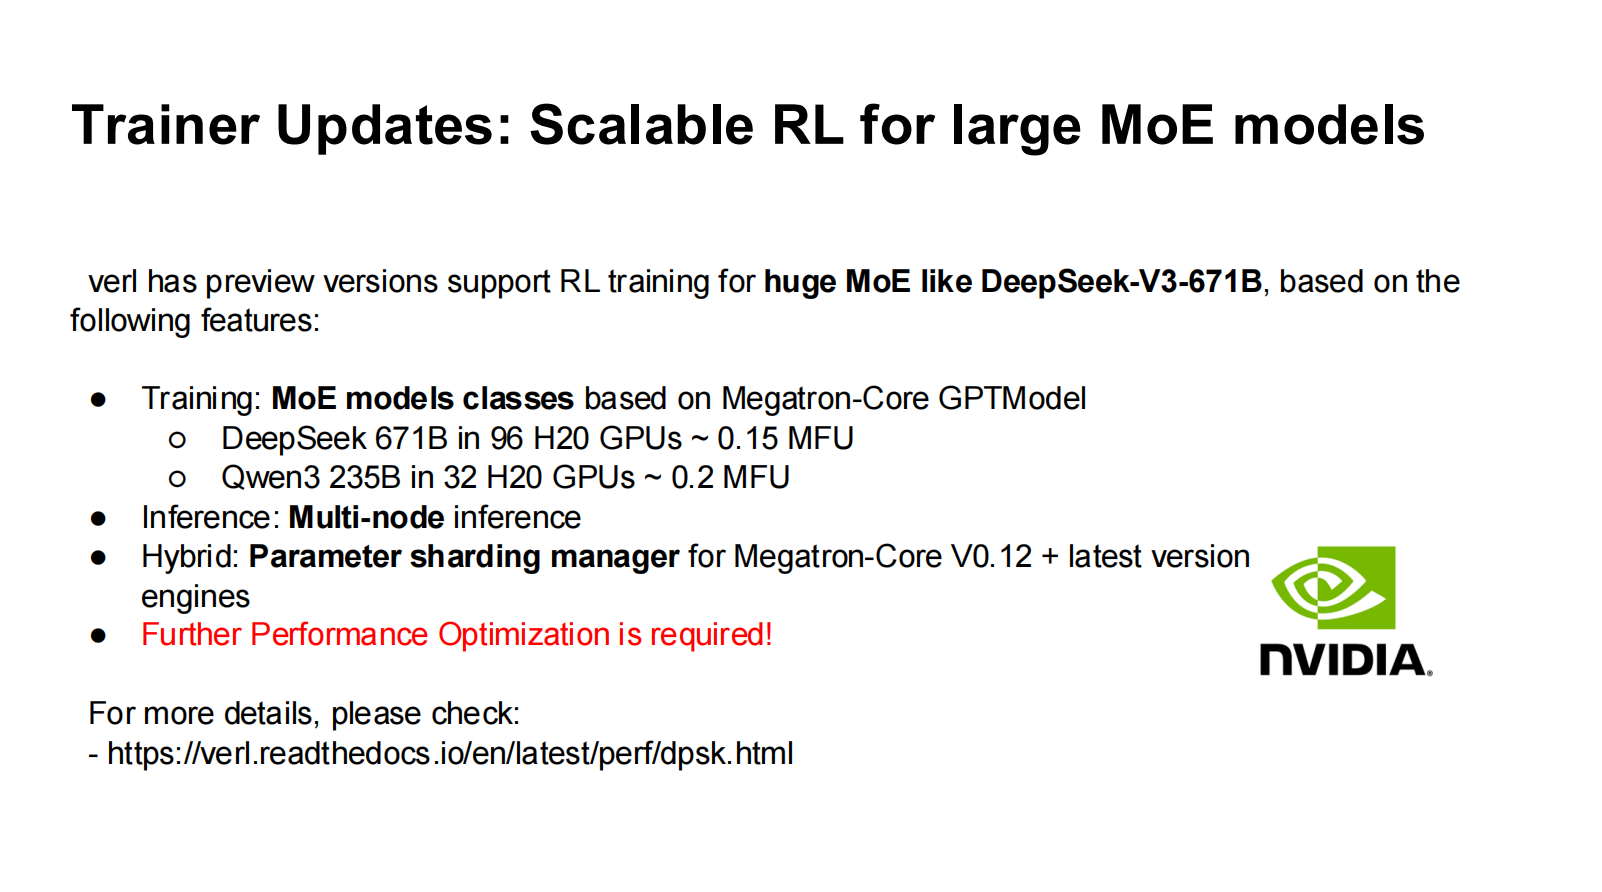 Trainer Updates: Scalable RL for large MoE models
verl has preview versions support RL training for huge MoE like DeepSeek-V3-671B, based on the
following features:
● Training: MoE models classes based on Megatron-Core GPTModel
○ DeepSeek 671B in 96 H20 GPUs ~ 0.15 MFU
○ Qwen3 235B in 32 H20 GPUs ~ 0.2 MFU
● Inference: Multi-node inference
● Hybrid: Parameter sharding manager for Megatron-Core V0.12 + latest version
engines
● Further Performance Optimization is required!
NVIDIA®
For more details, please check:
- https://verl.readthedocs.io/en/latest/perf/dpsk.html